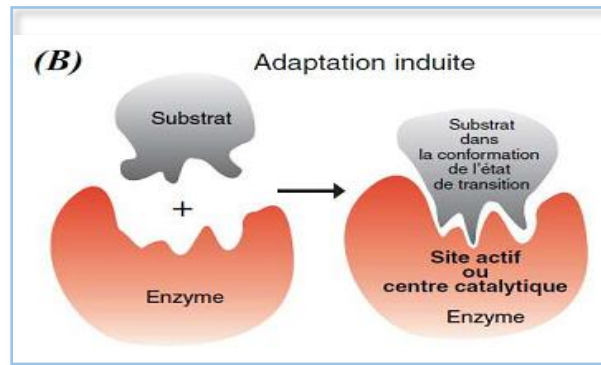 (B)
Adaptation induite
Substrat
+
Enzyme
Substrat
dans
la conformation
de l'état
de transition
Site actif
ou
centre catalytique
Enzyme